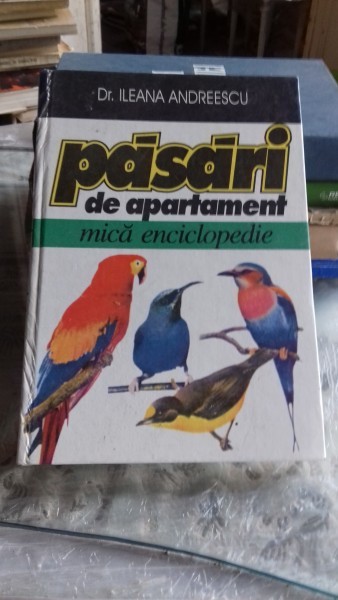 Dr. ILEANA ANDREESCU
păsări
de apartament
mică enciclopedie